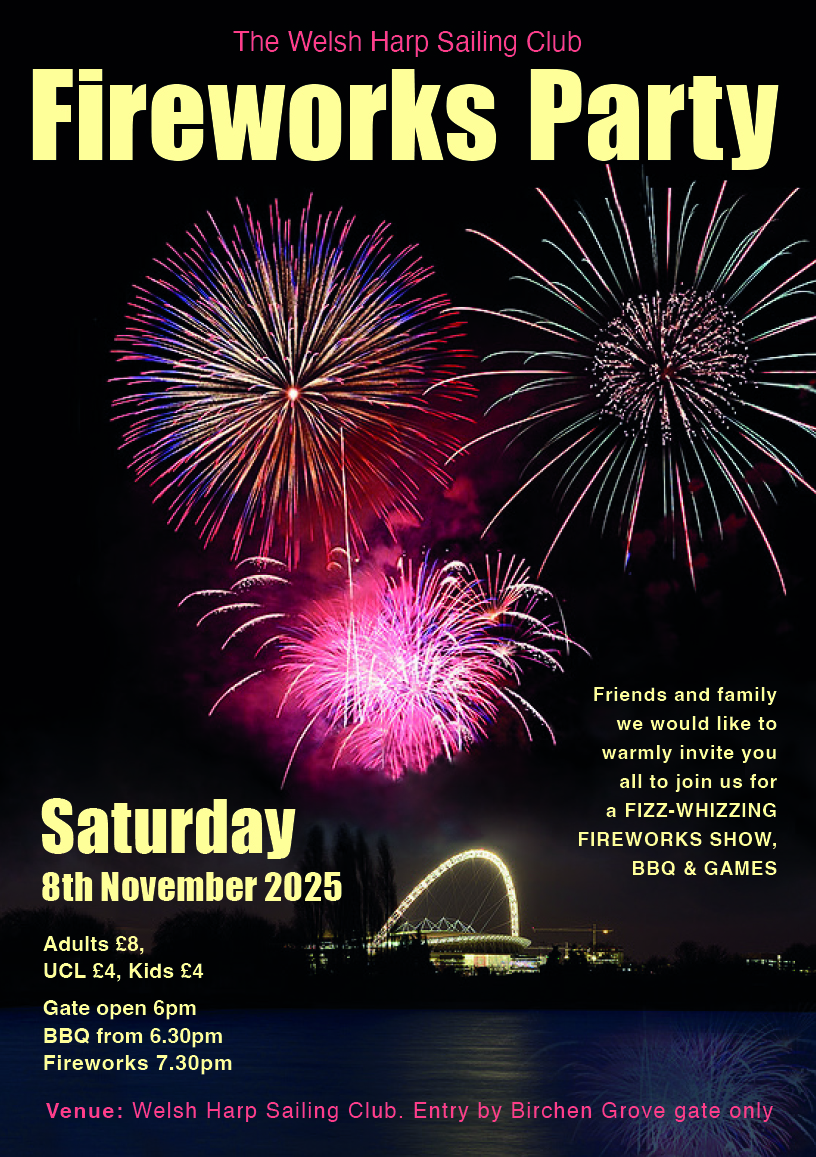 The Welsh Harp Sailing Club
Fireworks Party
Friends and family
we would like to
warmly invite you
all to join us for
a FIZZ-WHIZZING
FIREWORKS SHOW,
BBQ & GAMES
Saturday
8th November 2025
Adults £8,
UCL £4, Kids £4
Gate open 6pm
BBQ from 6.30pm
Fireworks 7.30pm
Venue: Welsh Harp Sailing Club. Entry by Birchen Grove gate only